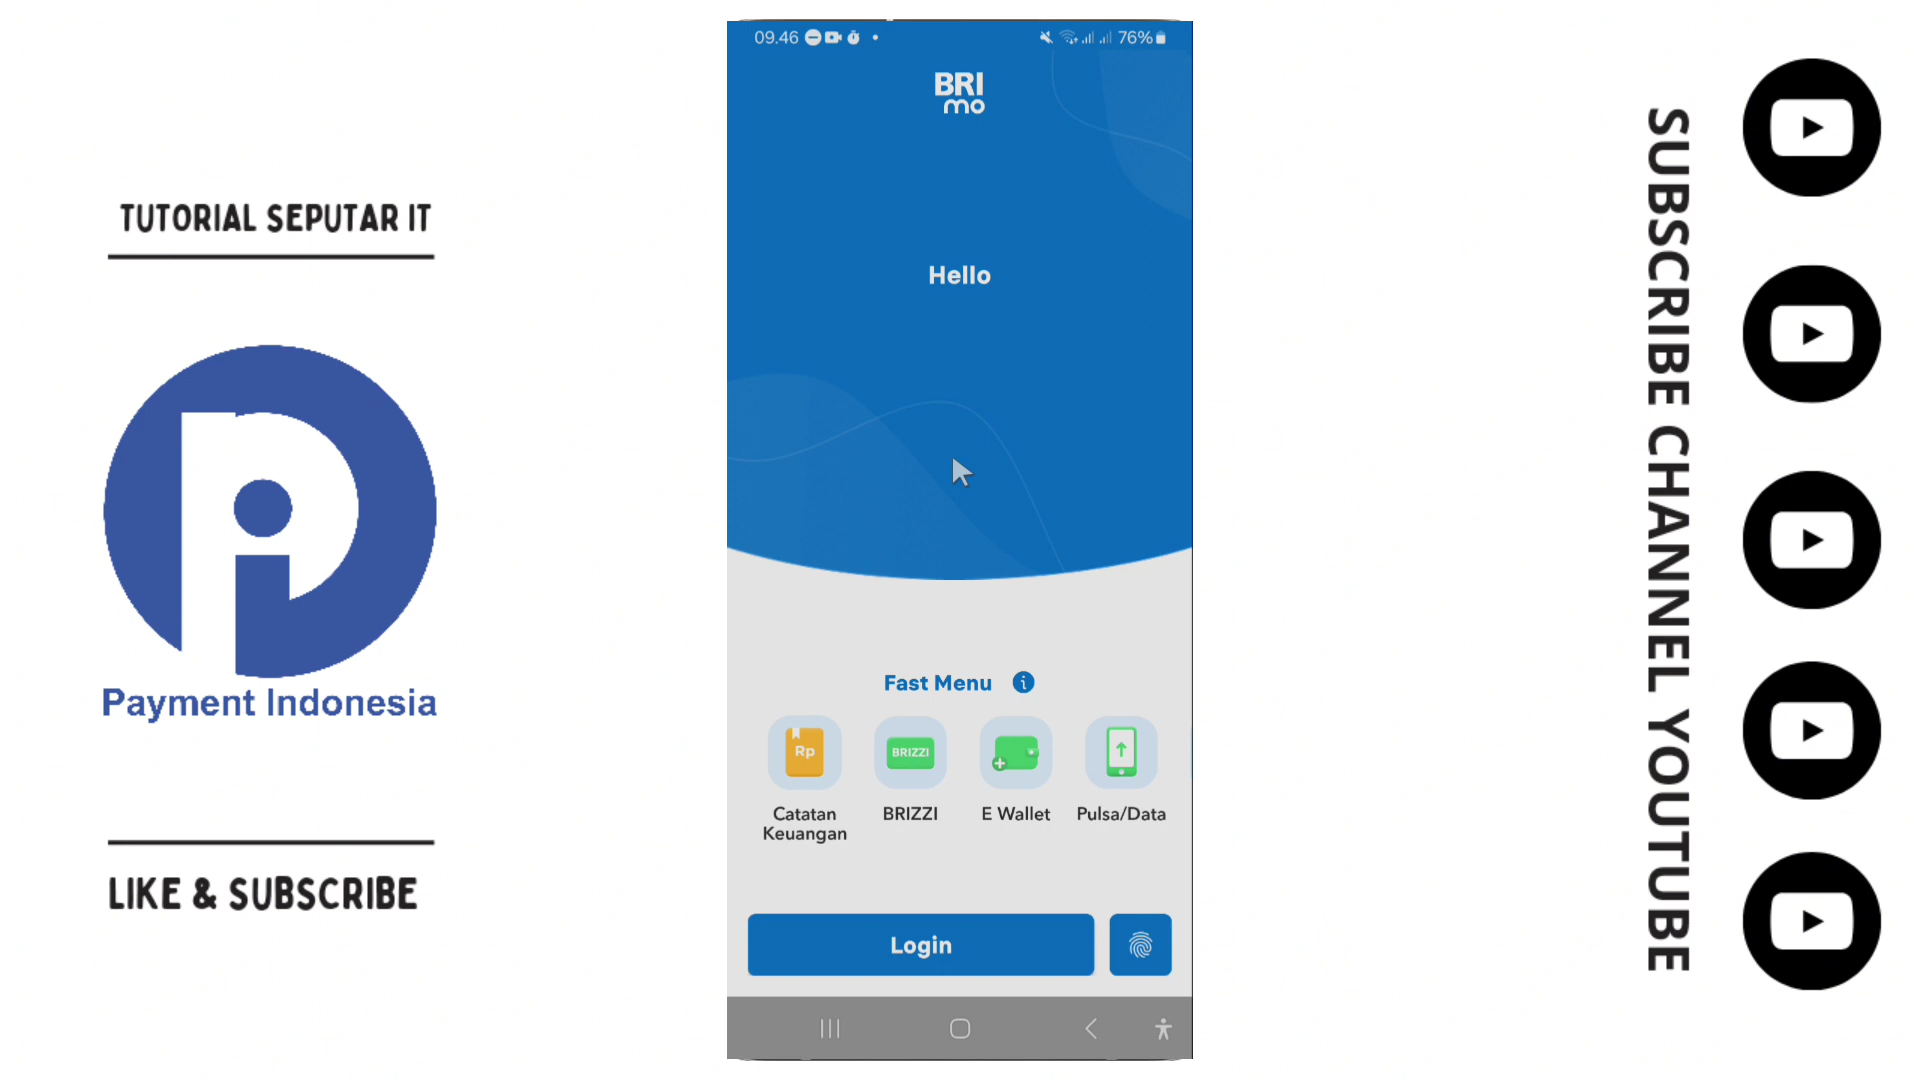 TUTORIAL SEPUTAR IT
Payment Indonesia
LIKE & SUBSCRIBE
09.46
76%
BRI
mo
Hello
Fast Menu
Rp
BRIZZI
Catatan
Keuangan
BRIZZI
E Wallet
Pulsa/Data
Login
SUBSCRIBE CHANNEL YOUTUBE